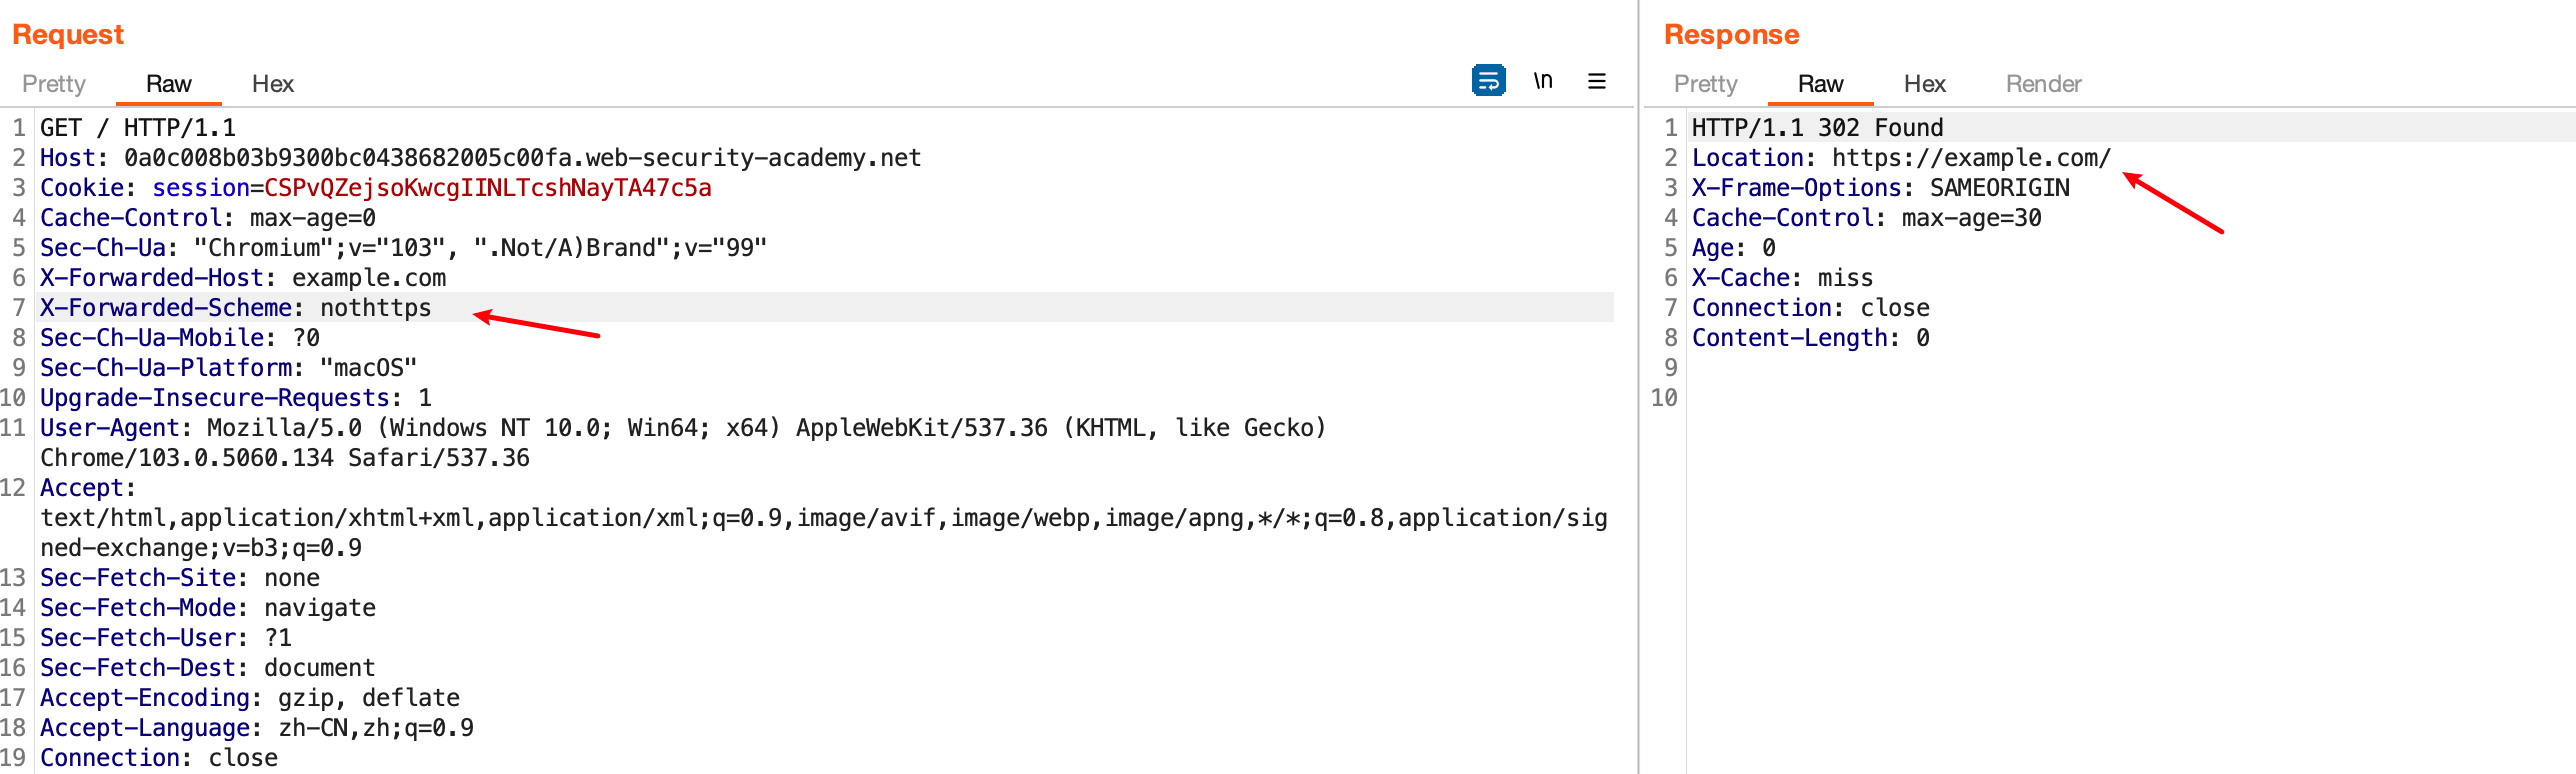 Request
Pretty Raw Hex \n
1 GET / HTTP/1.1
2 Host: 0a0c008b03b9300bc0438682005c00fa.web-security-academy.net
3 Cookie: session=CSPvQZejsoKwcgIINLTcshNayTA47c5a
4 Cache-Control: max-age=0
5 Sec-Ch-Ua: "Chromium";v="103", ".Not/A)Brand";v="99"
6 X-Forwarded-Host: example.com
7 X-Forwarded-Scheme: nothttps
8 Sec-Ch-Ua-Mobile: ?0
9 Sec-Ch-Ua-Platform: "macOS"
10 Upgrade-Insecure-Requests: 1
11 User-Agent: Mozilla/5.0 (Windows NT 10.0; Win64; x64) AppleWebKit/537.36 (KHTML, like Gecko)
Chrome/103.0.5060.134 Safari/537.36
12 Accept:
text/html,application/xhtml+xml,application/xml;q=0.9,image/avif,image/webp,image/apng,*/*;q=0.8,application/sig
ned-exchange;v=b3;q=0.9
13 Sec-Fetch-Site: none
14 Sec-Fetch-Mode: navigate
15 Sec-Fetch-User: ?1
16 Sec-Fetch-Dest: document
17 Accept-Encoding: gzip, deflate
18 Accept-Language: zh-CN,zh;q=0.9
19 Connection: close
Response
Pretty Raw Hex Render
1 HTTP/1.1 302 Found
2 Location: https://example.com/
3 X-Frame-Options: SAMEORIGIN
4 Cache-Control: max-age=30
5 Age: 0
6 X-Cache: miss
7 Connection: close
8 Content-Length: 0
9
10